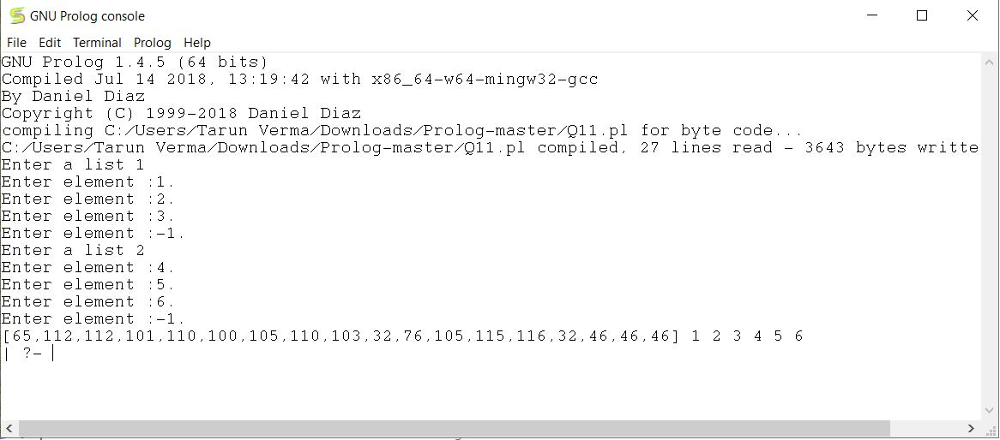 GNU Prolog console
File Edit Terminal Prolog Help
GNU Prolog 1.4.5 (64 bits)
Compiled Jul 14 2018, 13:19:42 with x86_64-w64-mingw32-gcc
By Daniel Diaz
Copyright (C) 1999-2018 Daniel Diaz
compiling C:/Users/Tarun Verma/Downloads/Prolog-master/Q11.pl for byte code...
C:/Users/Tarun Verma/Downloads/Prolog-master/Q11.pl compiled, 27 lines read - 3643 bytes writte
Enter a list 1
Enter element :1.
Enter element :2.
Enter element :3.
Enter element :-1.
Enter a list 2
Enter element :4.
Enter element :5.
Enter element :6.
Enter element :-1.
[65,112,112,101,110,100,105,110,103,32,76,105,115,116,32,46,46,46] 1 2 3 4 5 6
| ?-